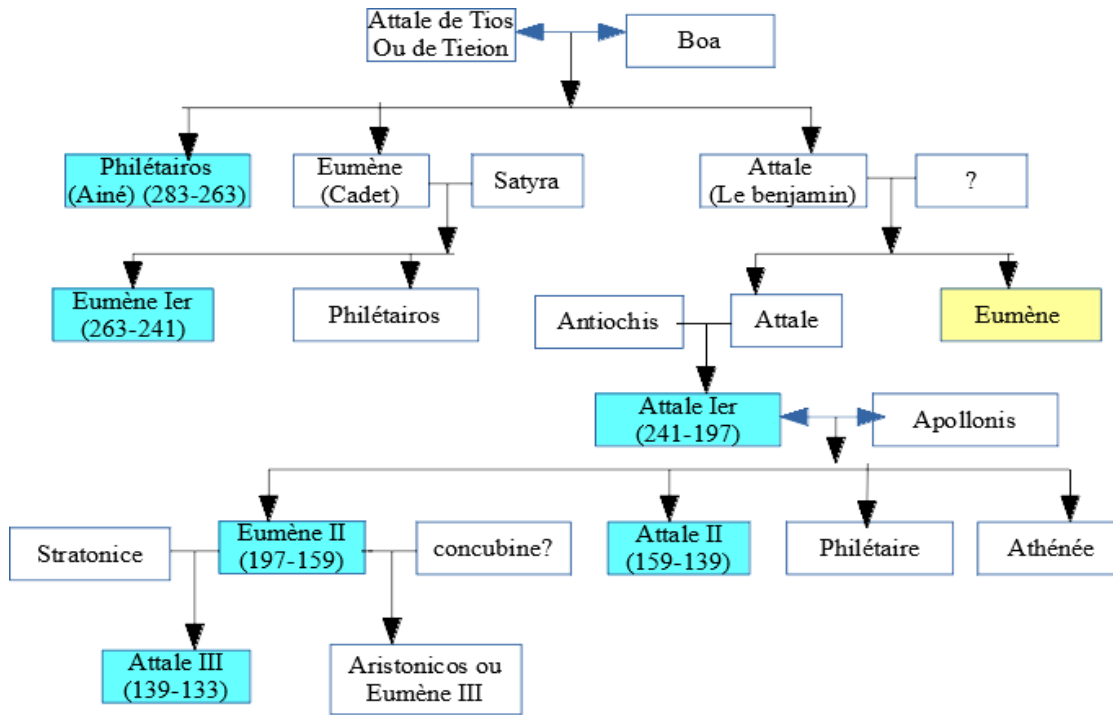 Attale de Tios
Ou de Tieion
Boa
Philétairos
(Ainé) (283-263)
Eumène
(Cadet)
Satyra
Attale
(Le benjamin)
?
Eumène Ier
(263-241)
Philétairos
Antiochis
Attale
Eumène
Attale Ier
(241-197)
Apollonis
Stratonice
Eumène II
(197-159)
concubine?
Attale II
(159-139)
Philétaire
Athénée
Attale III
(139-133)
Aristonicos ou
Eumène III